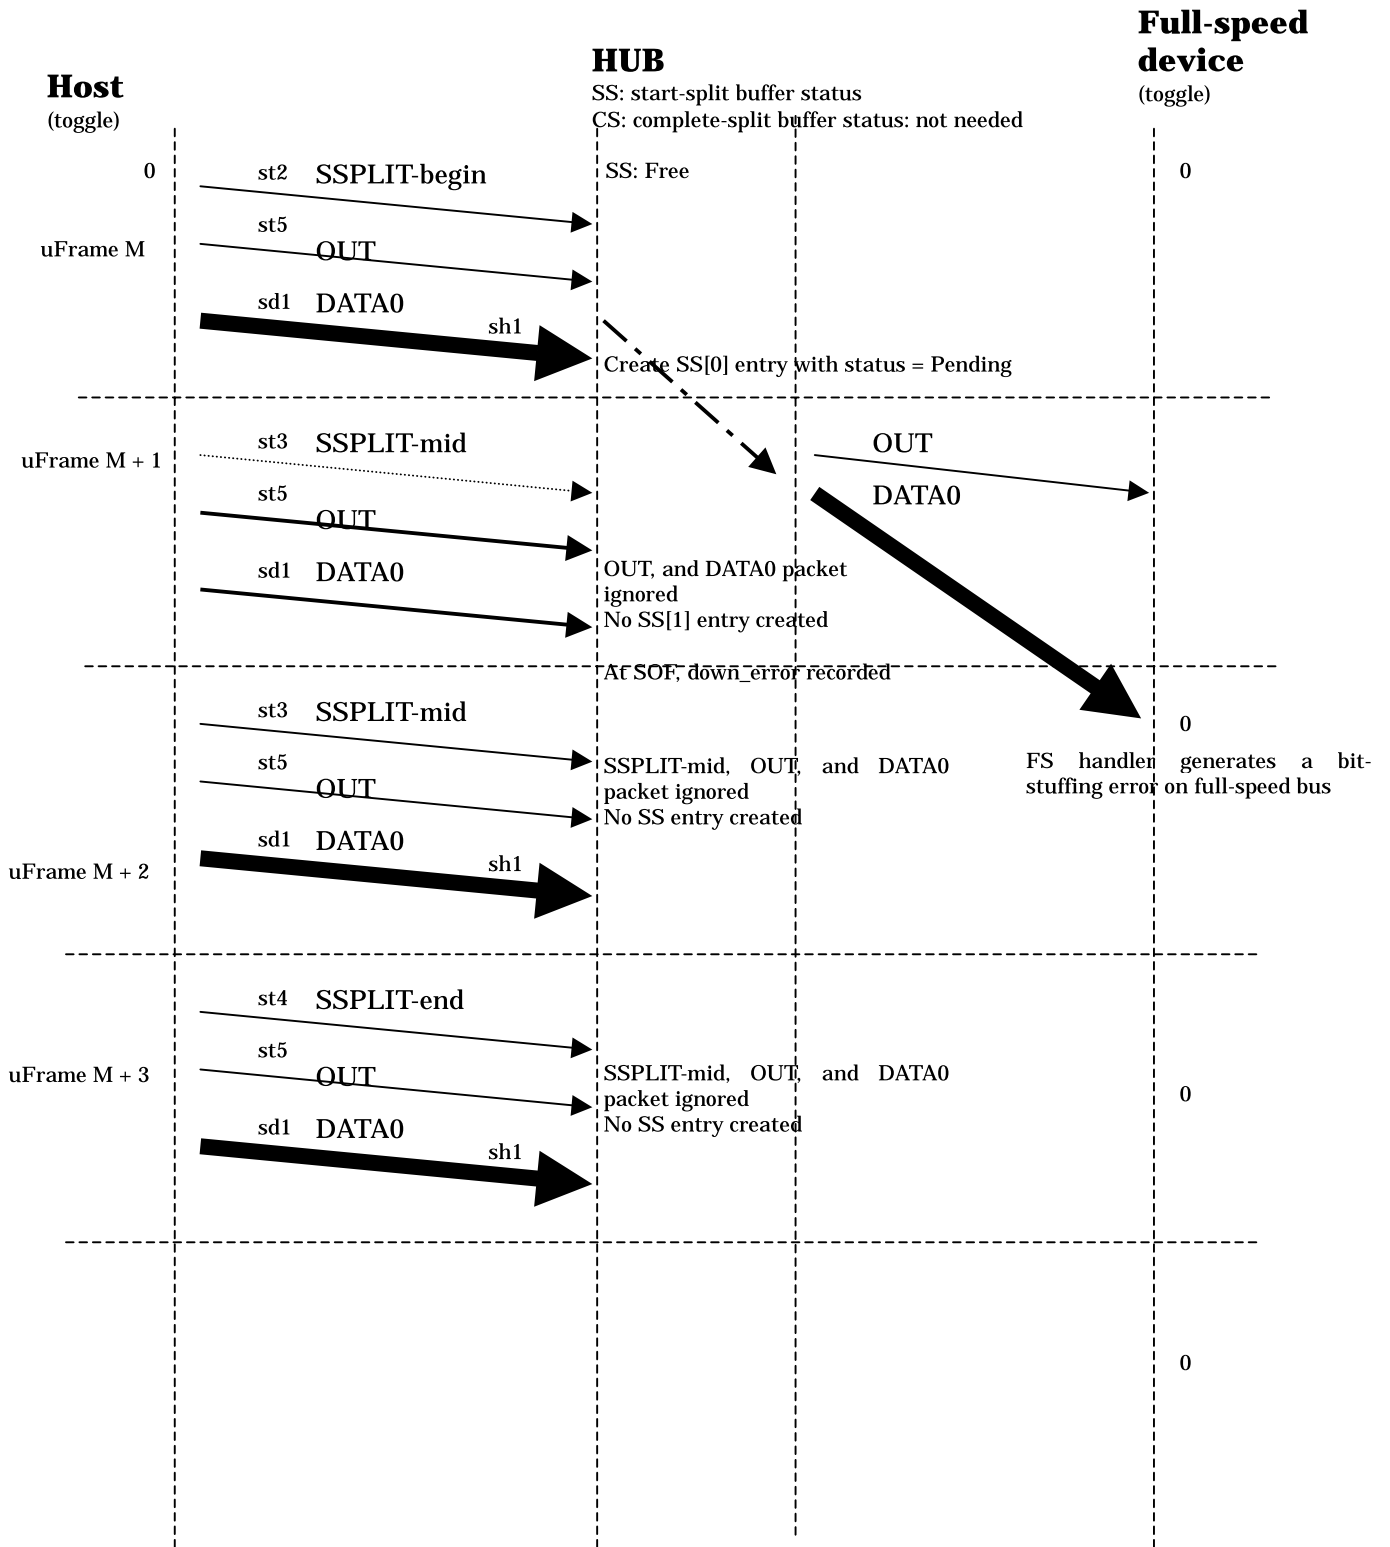 Full-speed
device
(toggle)
HUB
SS: start-split buffer status
CS: complete-split buffer status: not needed
Host
(toggle)
0
st2 SSPLIT-begin
SS: Free
0
st5
OUT
uFrame M
sd1 DATA0
sh1
Create SS[0] entry with status = Pending
st3 SSPLIT-mid
OUT
uFrame M + 1
st5
DATA0
OUT
sd1 DATA0
OUT, and DATA0 packet
ignored
No SS[1] entry created
At SOF, down_error recorded
st3 SSPLIT-mid
0
st5
OUT
SSPLIT-mid, OUT, and DATA0
packet ignored
No SS entry created
FS handler generates a bit-
stuffing error on full-speed bus
sd1 DATA0
sh1
uFrame M + 2
st4 SSPLIT-end
st5
OUT
uFrame M + 3
SSPLIT-mid, OUT, and DATA0
packet ignored
No SS entry created
0
sd1 DATA0
sh1
0